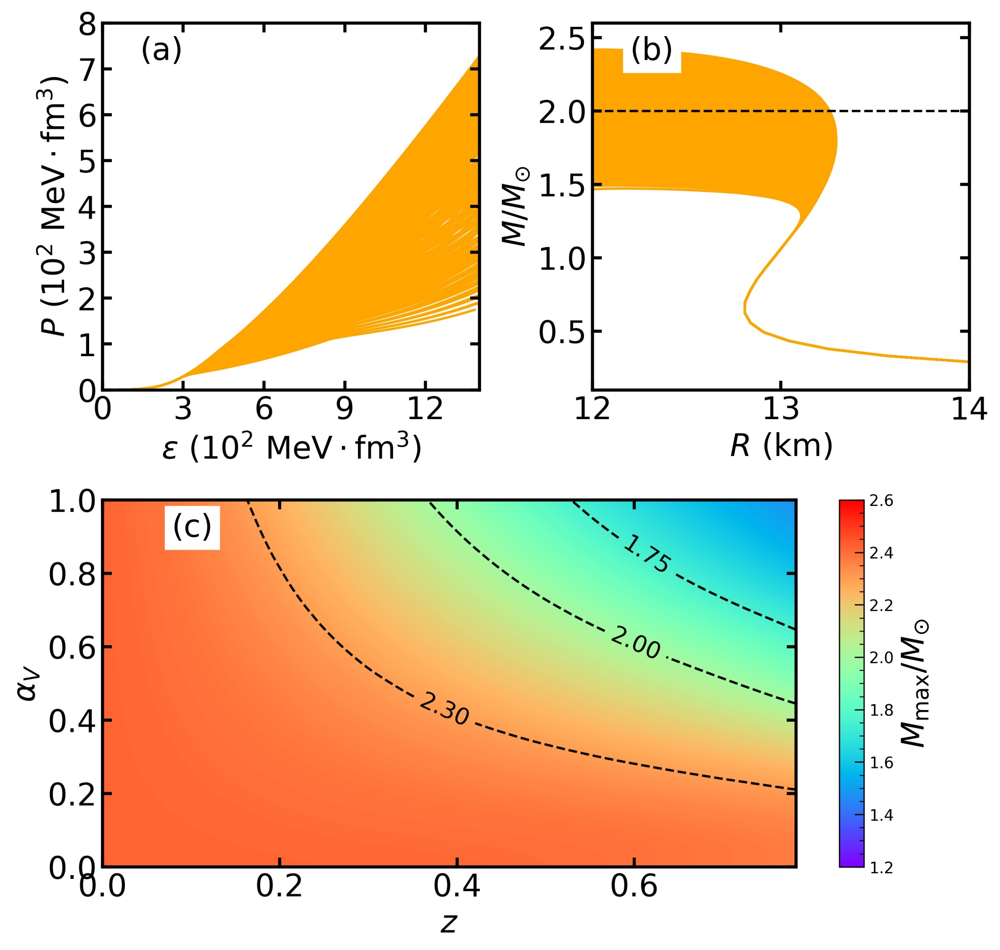 (a)
8
7
6
5
4
3
2
1
0
P (10² MeV · fm³)
0 3 6 9 12
ε (10² MeV · fm³)
(b)
2.5
2.0
1.5
1.0
0.5
M/M⊙
12 13 14
R (km)
(c)
1.0
0.8
0.6
0.4
0.2
0.0
αV
0.0 0.2 0.4 0.6
z
1.75
2.00
2.30
2.6
2.4
2.2
2.0
1.8
1.6
1.4
1.2
Mmax/M⊙